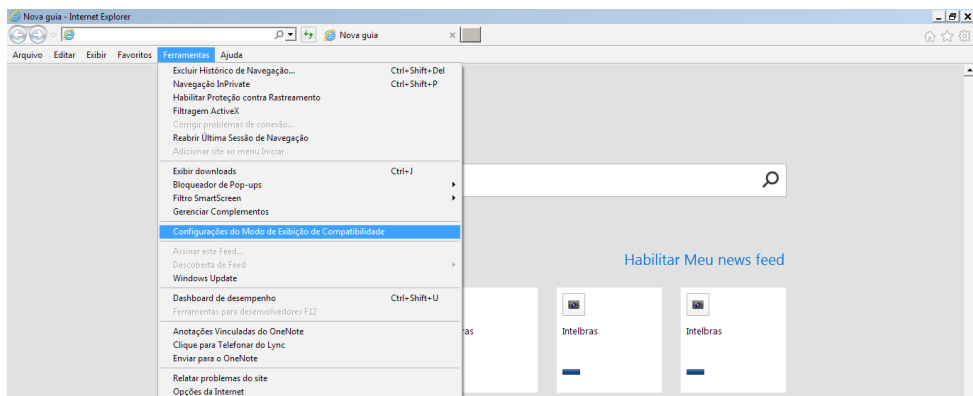 Nova guia - Internet Explorer
Nova guia
Arquivo Editar Exibir Favoritos Ferramentas Ajuda
Excluir Histórico de Navegação... Ctrl+Shift+Del
Navegação InPrivate Ctrl+Shift+P
Habilitar Proteção contra Rastreamento
Filtragem ActiveX
Corrigir problemas de conexão...
Reabrir Última Sessão de Navegação
Adicionar site ao menu Iniciar
Exibir downloads Ctrl+J
Bloqueador de Pop-ups
Filtro SmartScreen
Gerenciar Complementos
Configurações do Modo de Exibição de Compatibilidade
Assinar este Feed...
Descoberta de Feed
Windows Update
Habilitar Meu news feed
Dashboard de desempenho Ctrl+Shift+U
Ferramentas para desenvolvedores F12
Anotações Vinculadas do OneNote
Clique para Telefonar do Lync
Enviar para o OneNote
ras Intelbras Intelbras
Relatar problemas do site
Opções da Internet